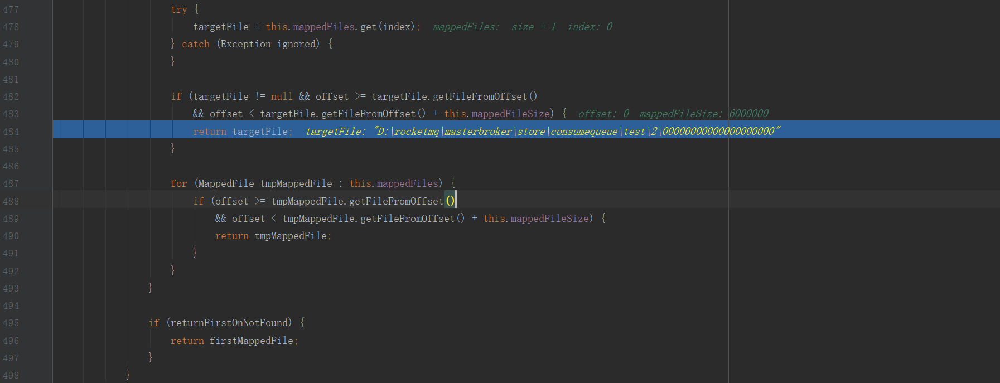 477 try {
478 targetFile = this.mappedFiles.get(index); mappedFiles: size = 1 index: 0
479 } catch (Exception ignored) {
480 }
481
482 if (targetFile != null && offset >= targetFile.getFileFromOffset()
483 && offset < targetFile.getFileFromOffset() + this.mappedFileSize) { offset: 0 mappedFileSize: 6000000
484 return targetFile; targetFile: "D:\rocketmq\masterbroker\store\consumequeue\test\2\00000000000000000000"
485 }
486
487 for (MappedFile tmpMappedFile : this.mappedFiles) {
488 if (offset >= tmpMappedFile.getFileFromOffset()
489 && offset < tmpMappedFile.getFileFromOffset() + this.mappedFileSize) {
490 return tmpMappedFile;
491 }
492 }
493 }
494
495 if (returnFirstOnNotFound) {
496 return firstMappedFile;
497 }
498 }